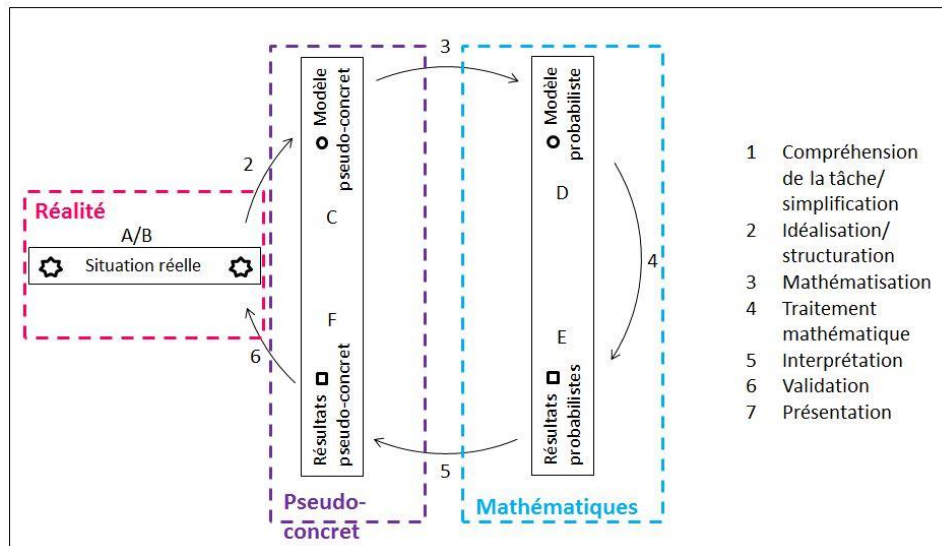 3
Modèle
pseudo-concret
Modèle
probabiliste
2
C
D
Réalité
A/B
Situation réelle
4
F
E
6
Résultats
pseudo-concret
Résultats
probabilistes
5
Pseudo-
concret
Mathématiques
1 Compréhension
de la tâche/
simplification
2 Idéalisation/
structuration
3 Mathématisation
4 Traitement
mathématique
5 Interprétation
6 Validation
7 Présentation